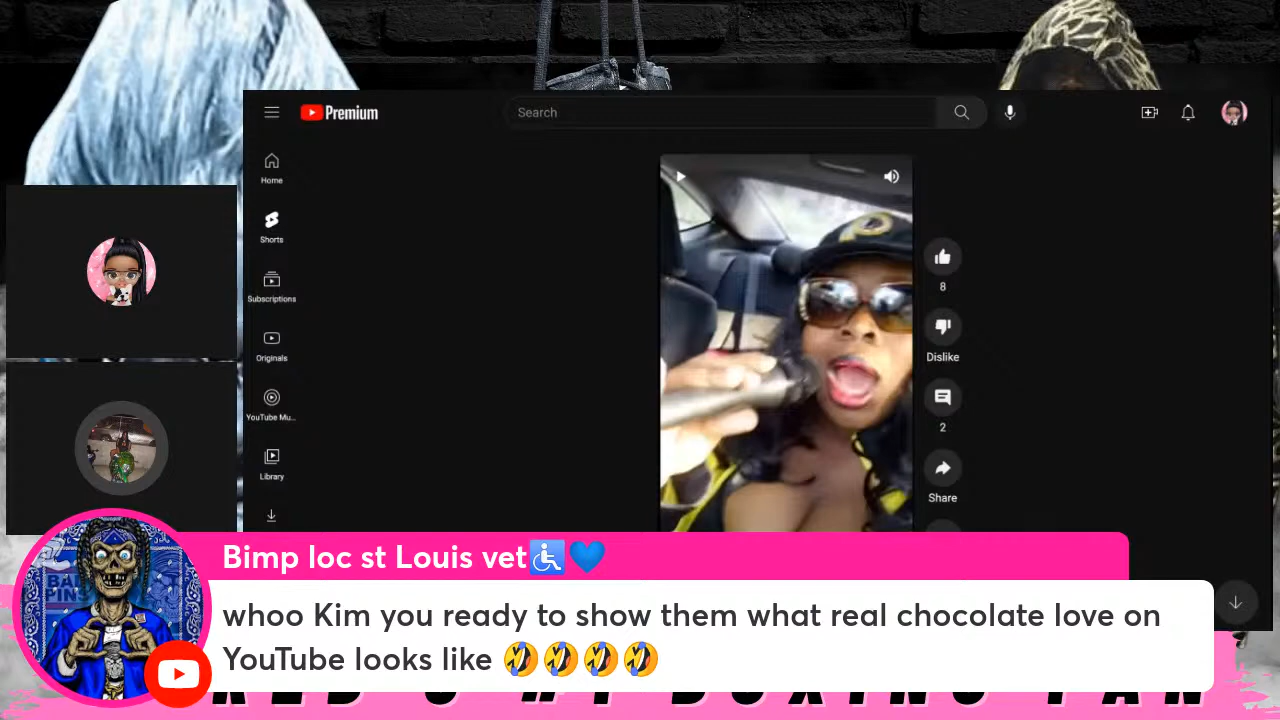 Premium
Search
Home
Shorts
Subscriptions
Originals
YouTube Mu...
Library
8
Dislike
2
Share
Bimp loc st Louis vet♿💙
whoo Kim you ready to show them what real chocolate love on
YouTube looks like 🤣🤣🤣🤣